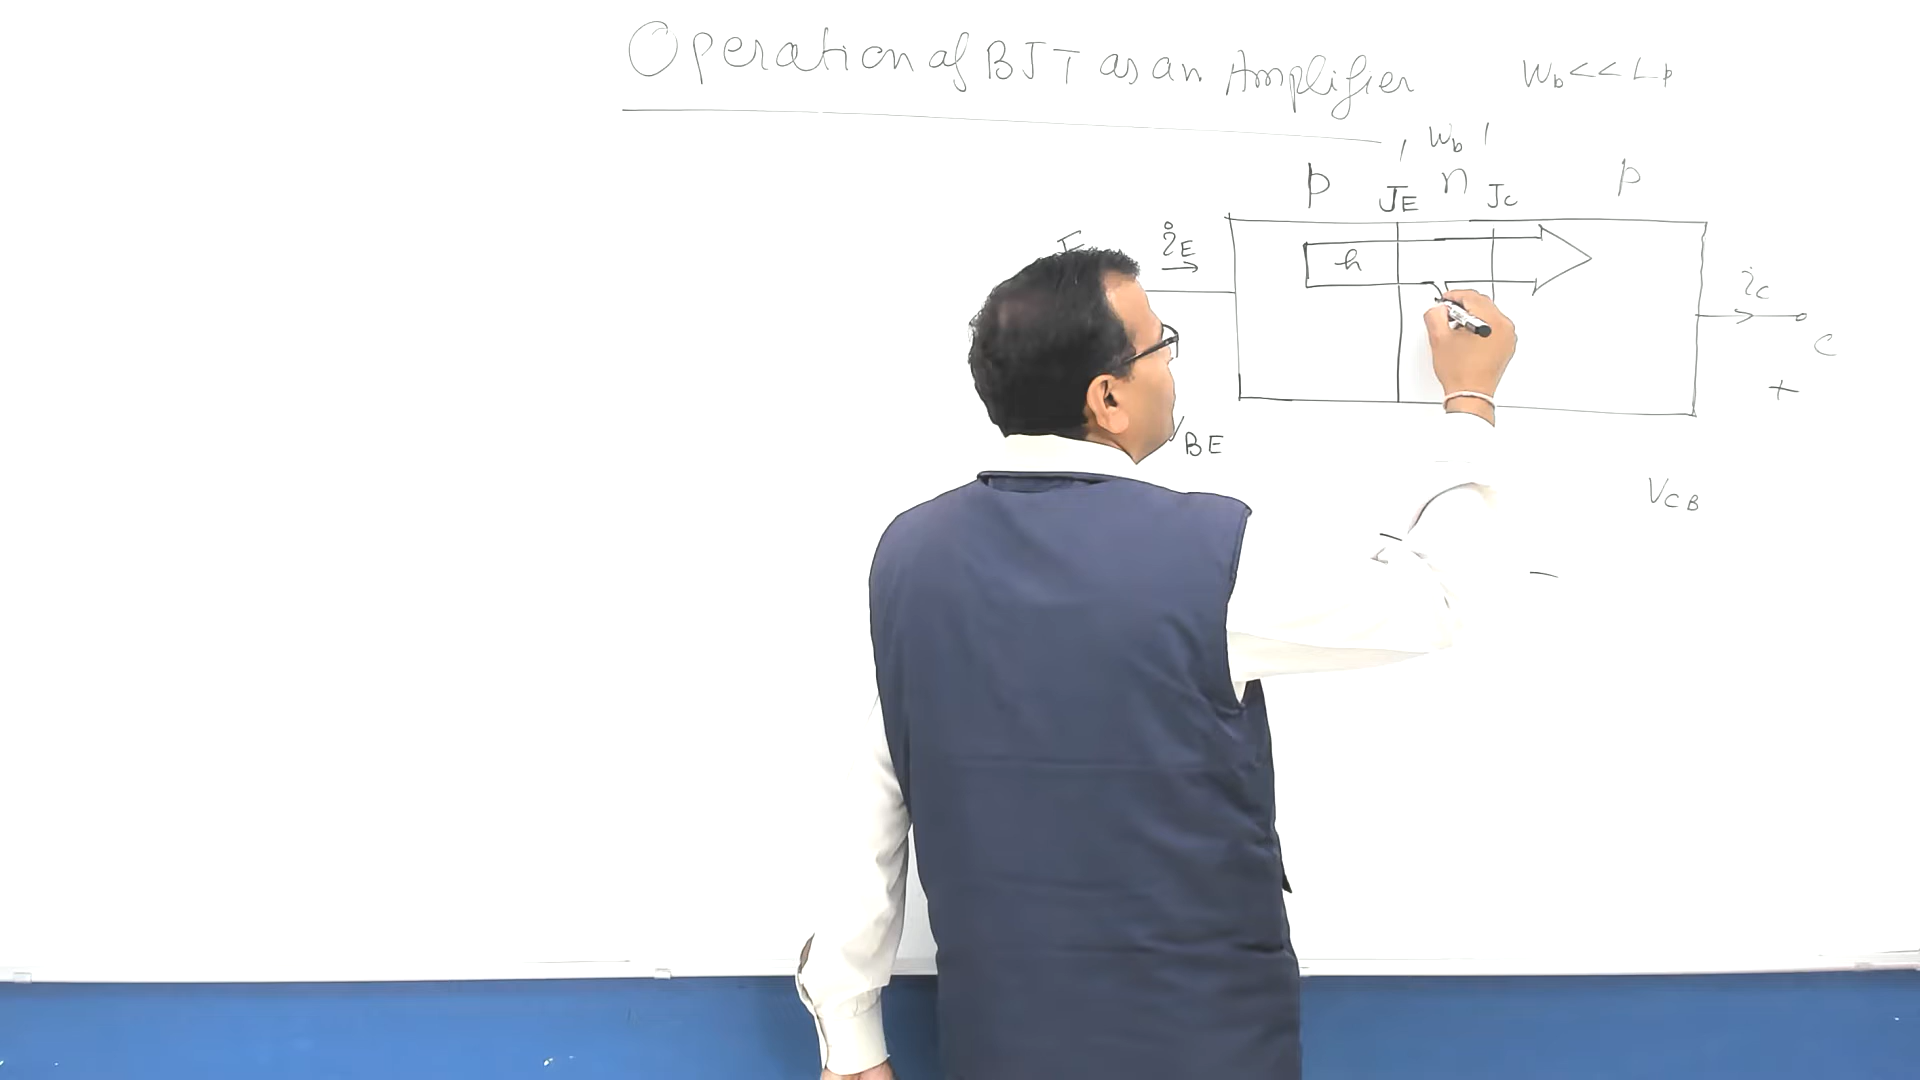 Operation of BJT as an Amplifier
Wb << Lp
Wb
p JE n JC p
iE
h
iC
C
+
BE
VCB
-